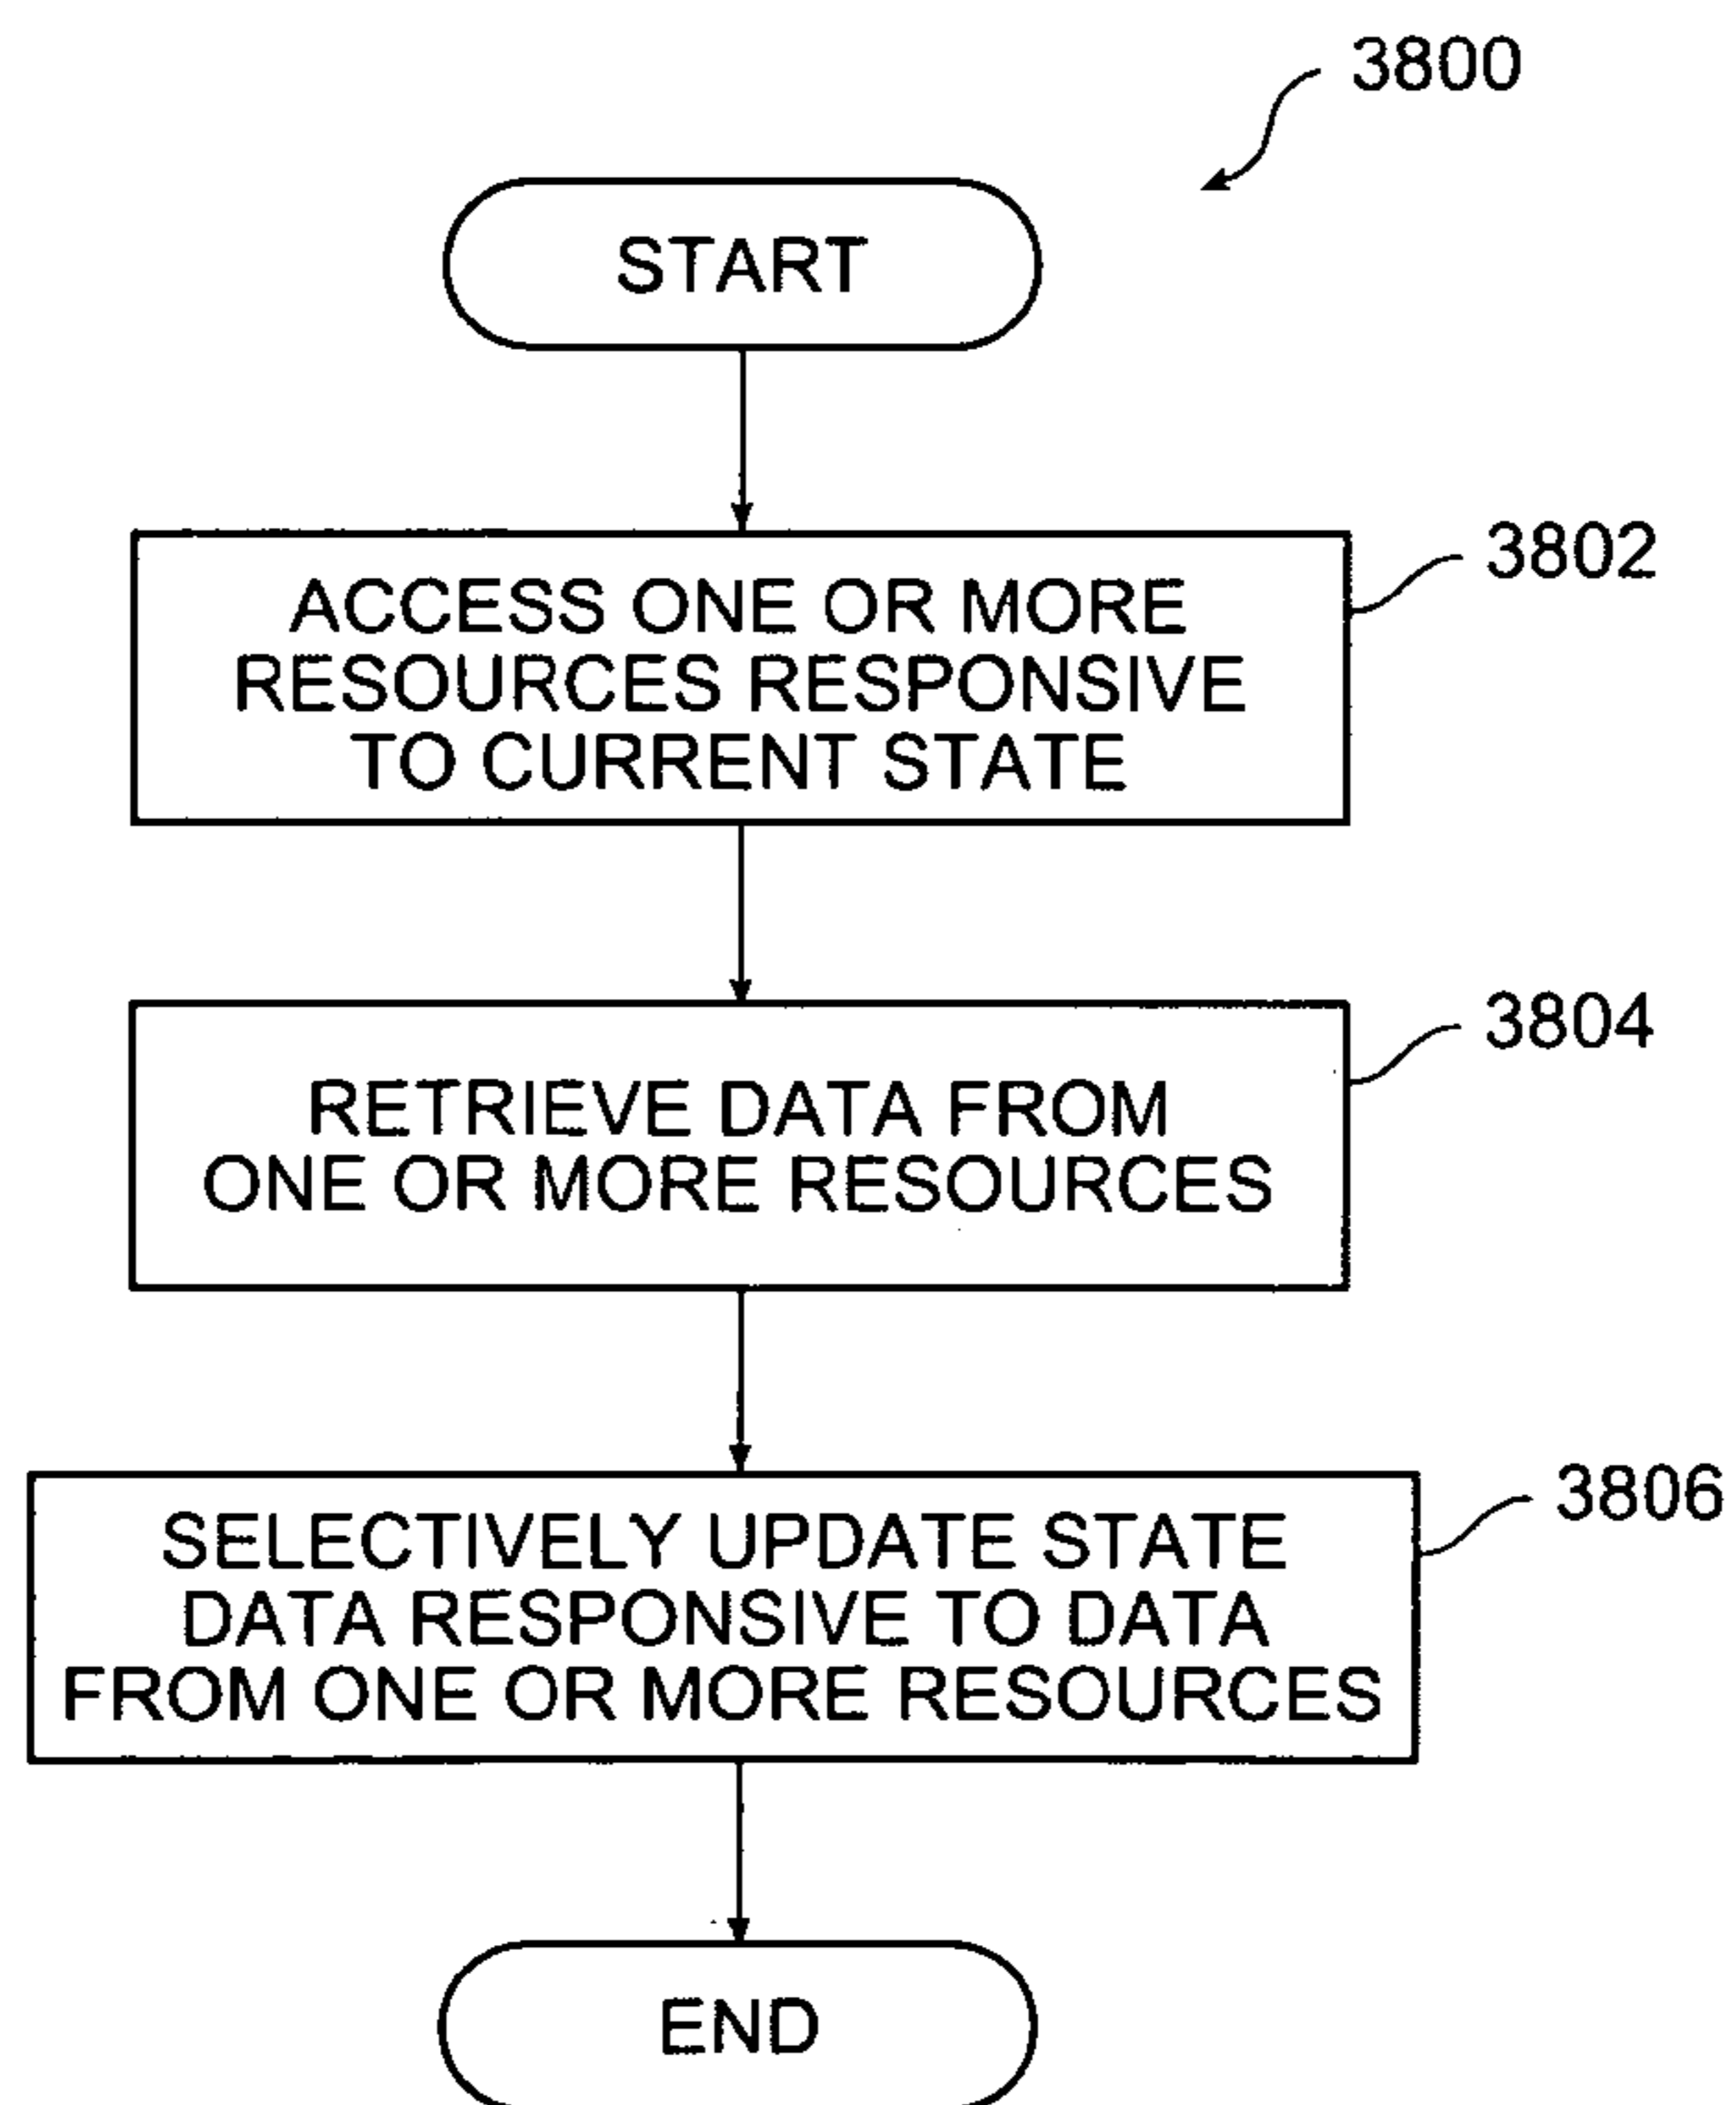 3800
START
ACCESS ONE OR MORE
RESOURCES RESPONSIVE
TO CURRENT STATE
3802
RETRIEVE DATA FROM
ONE OR MORE RESOURCES
3804
SELECTIVELY UPDATE STATE
DATA RESPONSIVE TO DATA
FROM ONE OR MORE RESOURCES
3806
END